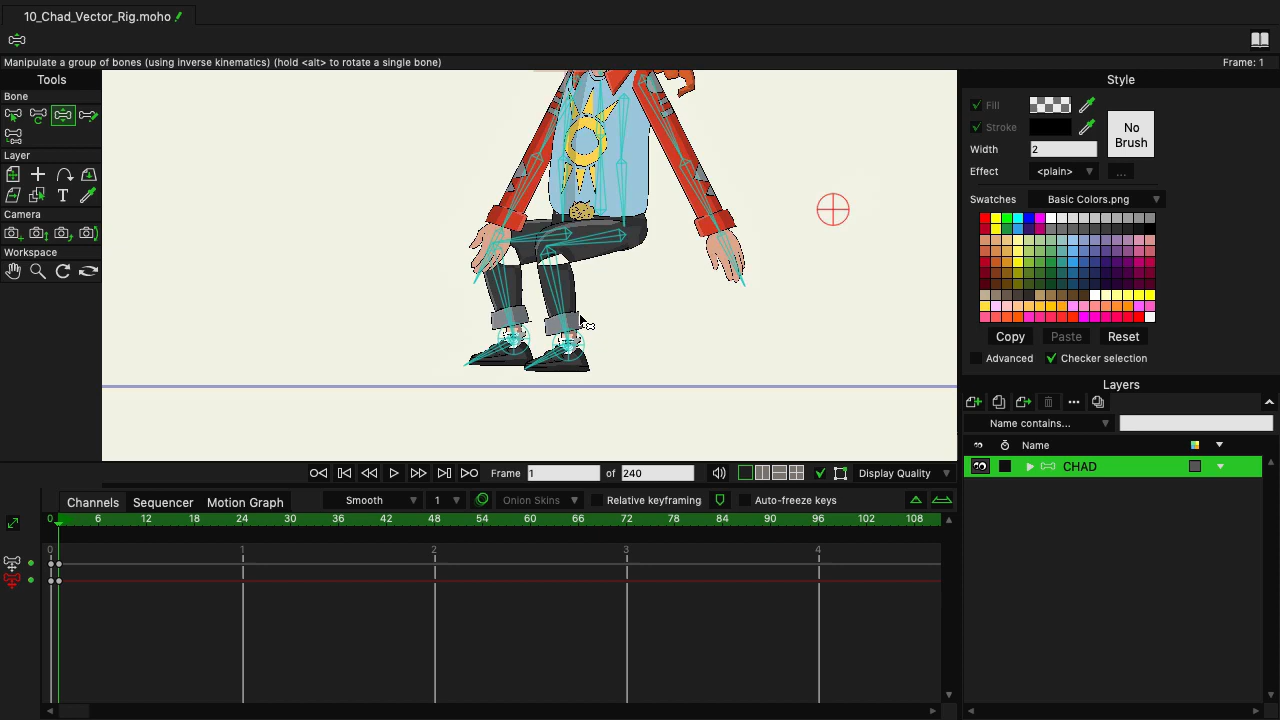 10_Chad_Vector_Rig.moho
Manipulate a group of bones (using inverse kinematics) (hold <alt> to rotate a single bone)
Frame: 1
Tools
Bone
Layer
Camera
Workspace
Style
Fill
Stroke
No Brush
Width
2
Effect
<plain>
...
Swatches
Basic Colors.png
Copy
Paste
Reset
Advanced
Checker selection
Layers
Name contains...
Name
CHAD
Frame
1
of
240
Display Quality
Channels
Sequencer
Motion Graph
Smooth
1
Onion Skins
Relative keyframing
Auto-freeze keys
0 6 12 18 24 30 36 42 48 54 60 66 72 78 84 90 96 102 108
0 1 2 3 4